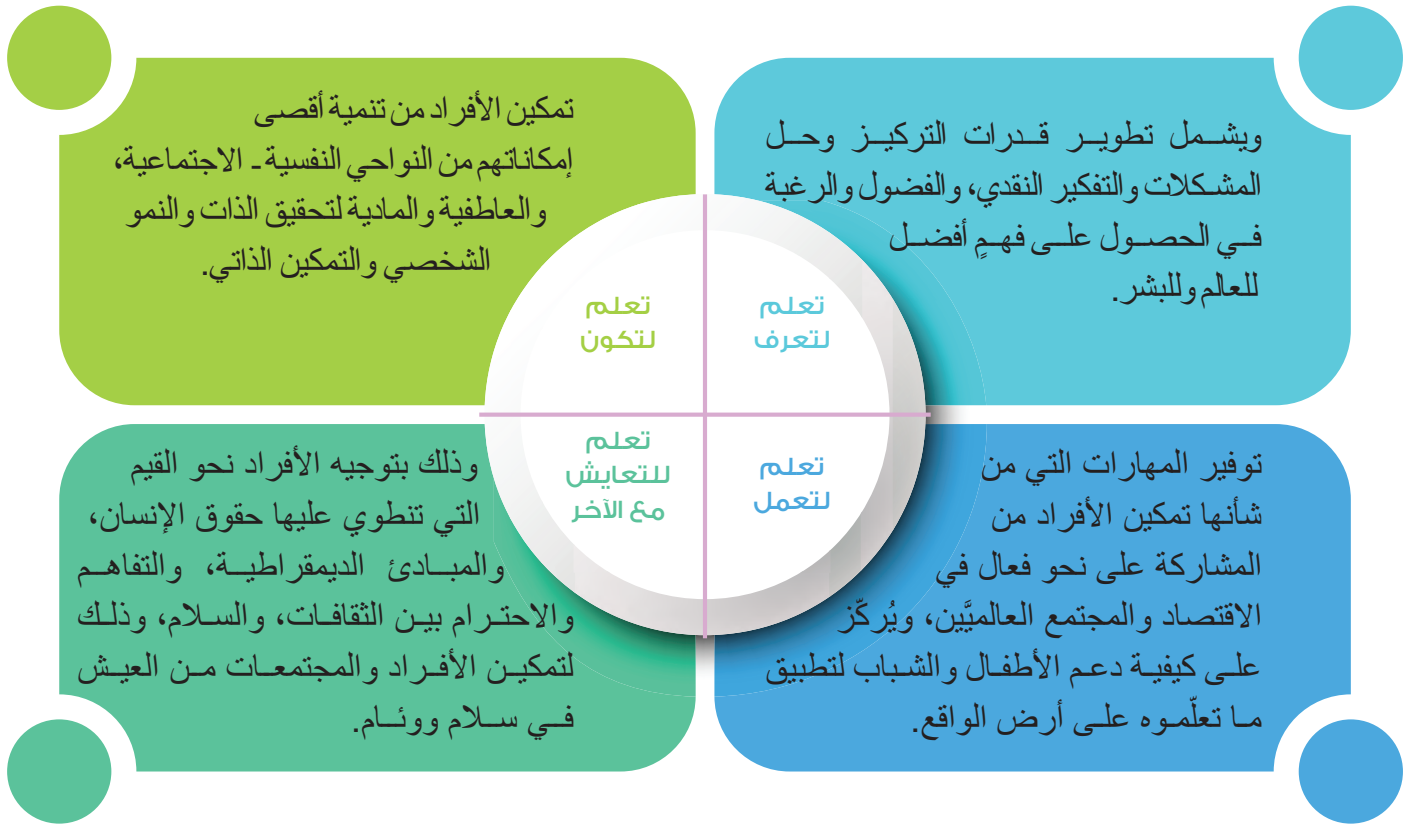 ويشمل تطوير قدرات التركيز وحل
المشكلات والتفكير النقدي، والفضول والرغبة
في الحصول على فهمٍ أفضل
للعالم وللبشر.
تعلم
لتعرف
تمكين الأفراد من تنمية أقصى
إمكاناتهم من النواحي النفسية ـ الاجتماعية،
والعاطفية والمادية لتحقيق الذات والنمو
الشخصي والتمكين الذاتي.
تعلم
لتكون
توفير المهارات التي من
شأنها تمكين الأفراد من
المشاركة على نحو فعال في
الاقتصاد والمجتمع العالميَّين، ويُركّز
على كيفية دعم الأطفال والشباب لتطبيق
ما تعلّموه على أرض الواقع.
تعلم
لتعمل
وذلك بتوجيه الأفراد نحو القيم
التي تنطوي عليها حقوق الإنسان،
والمبادئ الديمقراطية، والتفاهم
والاحترام بين الثقافات، والسلام، وذلك
لتمكين الأفراد والمجتمعات من العيش
في سلام ووئام.
تعلم
للتعايش
مع الآخر